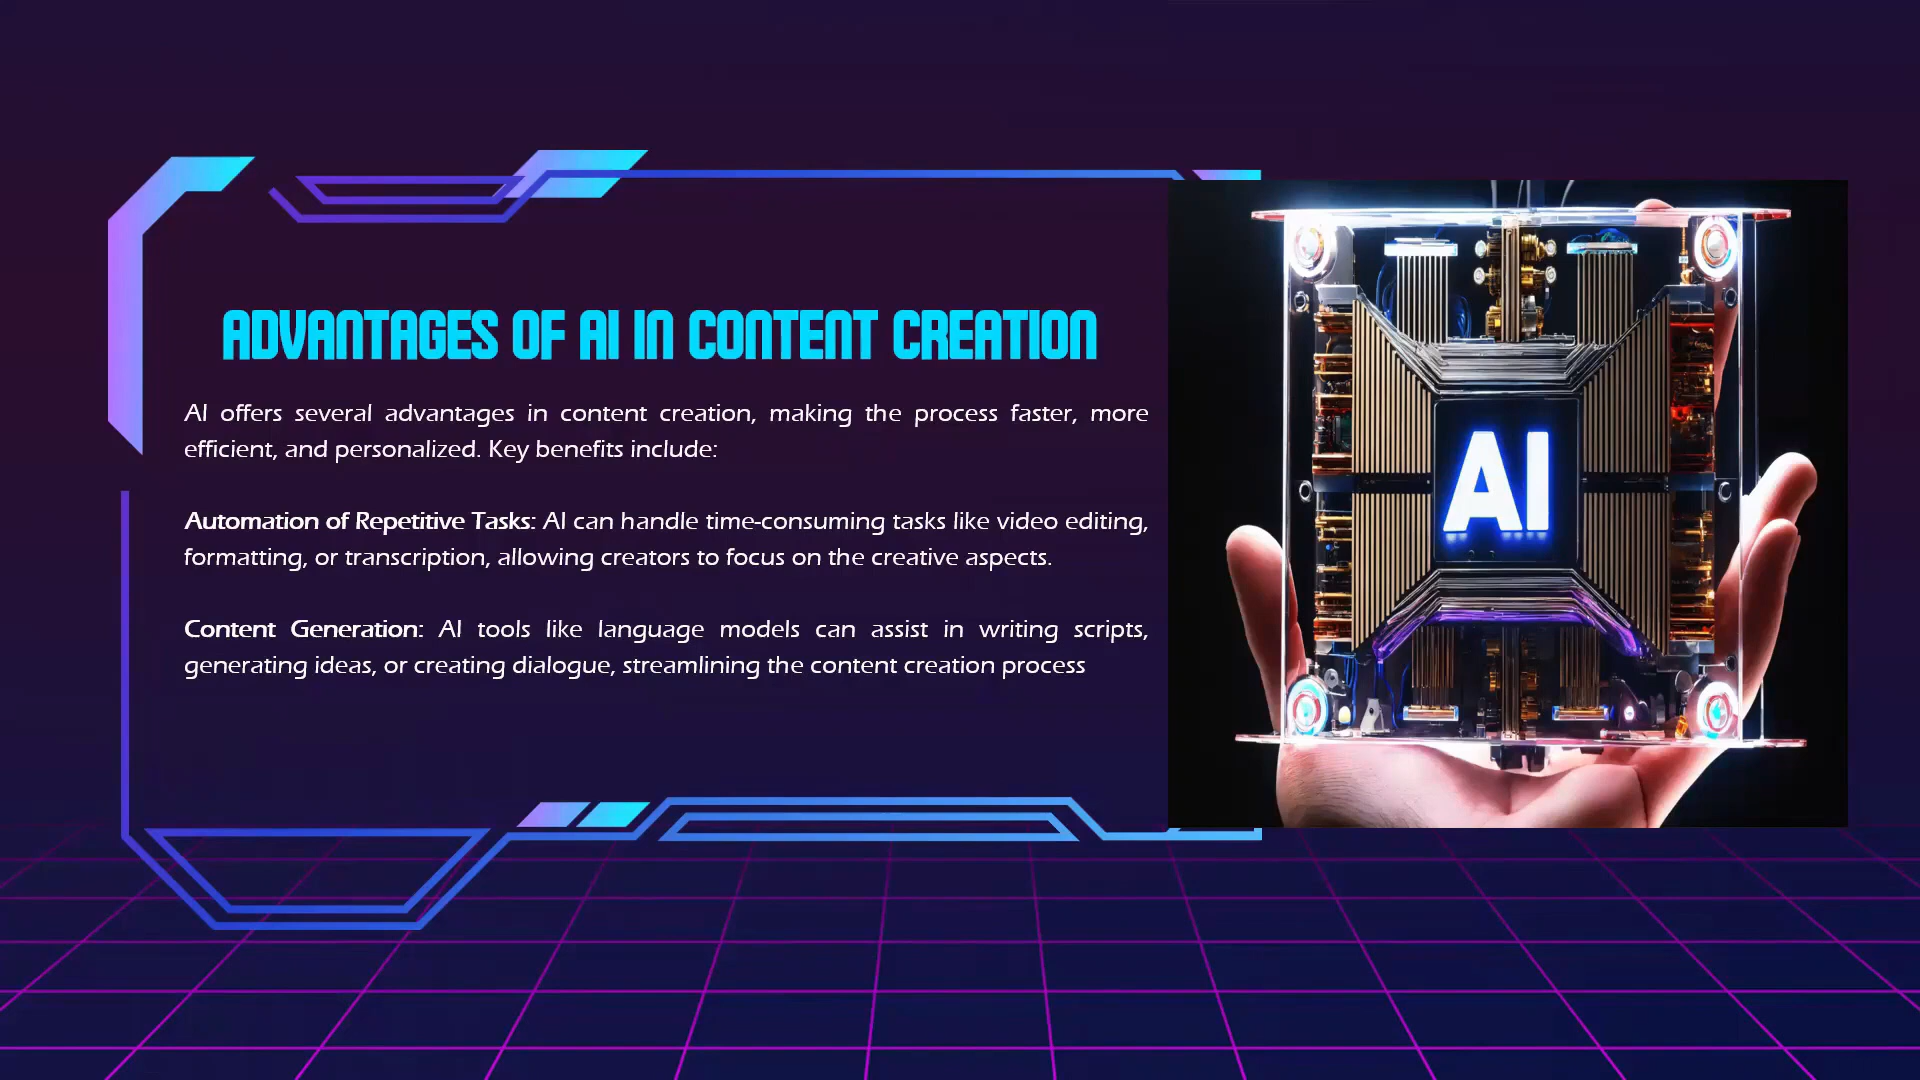 ADVANTAGES OF AI IN CONTENT CREATION
AI offers several advantages in content creation, making the process faster, more
efficient, and personalized. Key benefits include:
Automation of Repetitive Tasks: AI can handle time-consuming tasks like video editing,
formatting, or transcription, allowing creators to focus on the creative aspects.
Content Generation: AI tools like language models can assist in writing scripts,
generating ideas, or creating dialogue, streamlining the content creation process
AI